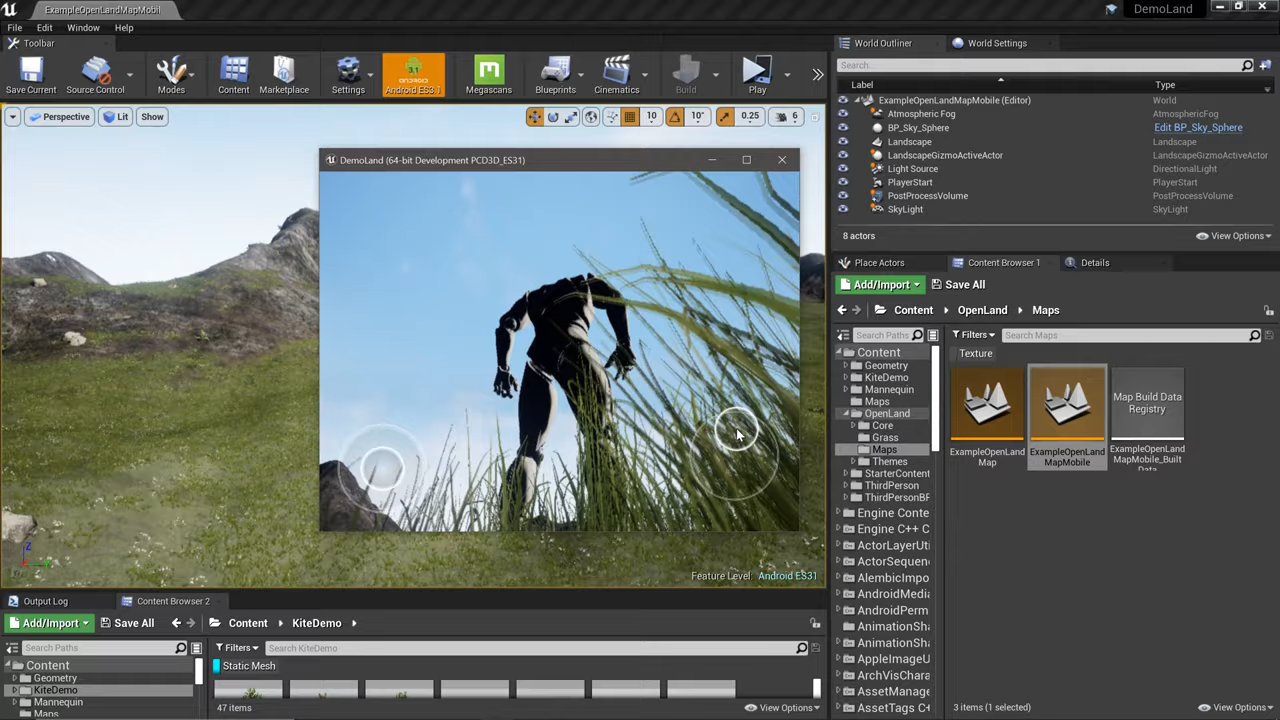 ExampleOpenLandMapMobil
DemoLand
File Edit Window Help
Toolbar
Save Current
Source Control
Modes
Content
Marketplace
Settings
Android ES3.1
Megascans
Blueprints
Cinematics
Build
Play
Perspective Lit Show
10 10° 0.25 6
DemoLand (64-bit Development PCD3D_ES31)
Feature Level: Android ES31
World Outliner World Settings
Search...
Label Type
ExampleOpenLandMapMobile (Editor) World
Atmospheric Fog AtmosphericFog
BP_Sky_Sphere Edit BP_Sky_Sphere
Landscape Landscape
LandscapeGizmoActiveActor LandscapeGizmoActiveActor
Light Source DirectionalLight
PlayerStart PlayerStart
PostProcessVolume PostProcessVolume
SkyLight SkyLight
8 actors View Options
Place Actors Content Browser 1 Details
Add/Import Save All
Content OpenLand Maps
Search Paths Filters Search Maps
Texture
Content
Geometry
KiteDemo
Mannequin
Maps
OpenLand
Core
Grass
Maps
Themes
StarterContent
ThirdPerson
ThirdPersonBF
Engine Conte
Engine C++ C
ActorLayerUti
ActorSequen
AlembicImpo
AndroidMedi
AndroidPerm
AnimationSha
AnimationSha
AppleImageU
ArchVisChara
AssetManage
AssetTags C+
ExampleOpenLand
Map
ExampleOpenLand
MapMobile
Map Build Data
Registry
ExampleOpenLand
MapMobile_Built
Data
3 items (1 selected) View Options
Output Log Content Browser 2
Add/Import Save All Content KiteDemo
Search Paths Filters Search KiteDemo
Content
Geometry
KiteDemo
Mannequin
Maps
Static Mesh
47 items View Options